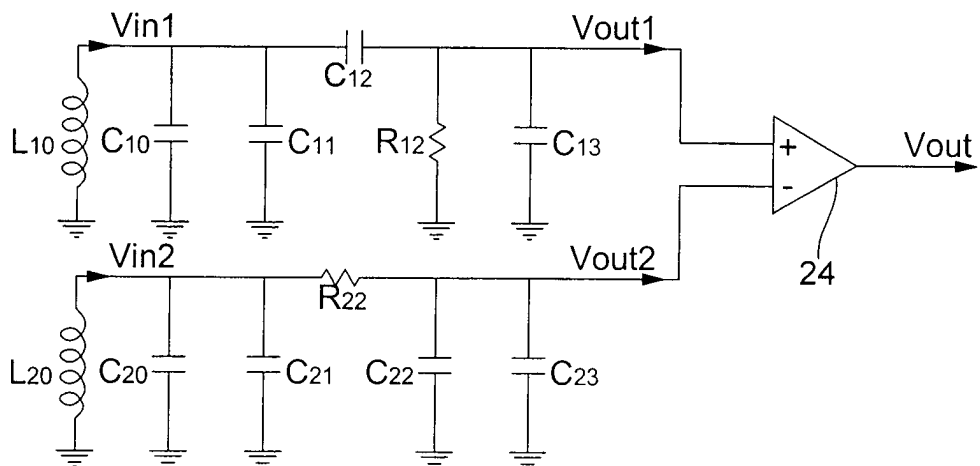 Vin1
Vout1
C12
L10
C10
C11
R12
C13
+
-
Vout
24
Vin2
Vout2
R22
L20
C20
C21
C22
C23